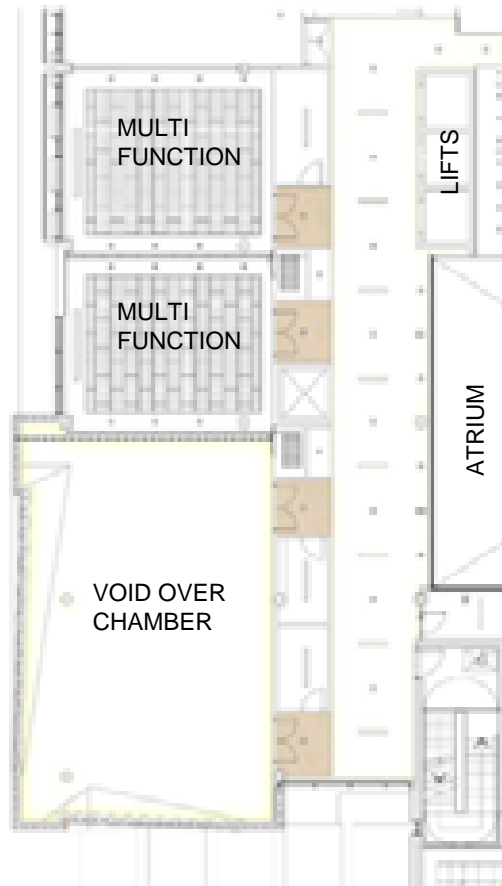 MULTI
FUNCTION
LIFTS
MULTI
FUNCTION
ATRIUM
VOID OVER
CHAMBER